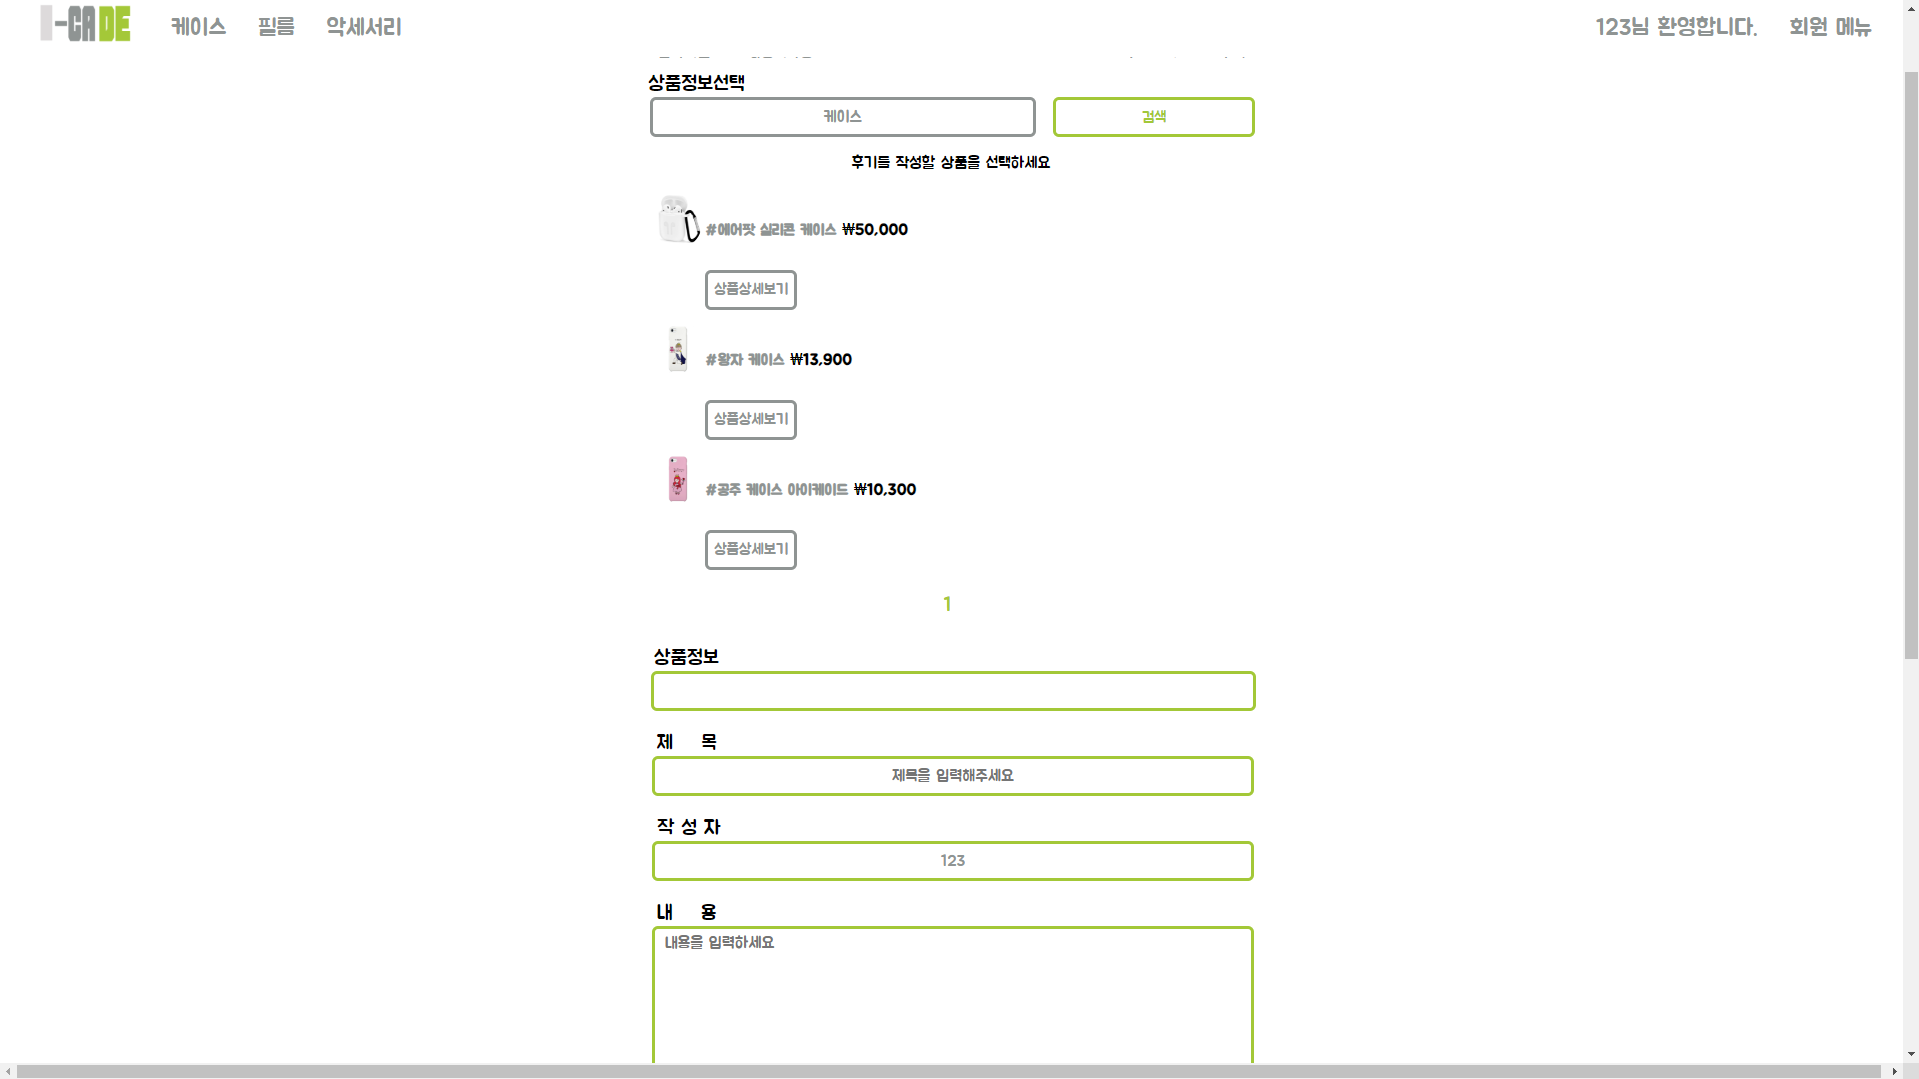 I-CADE 케이스 필름 악세서리 123님 환영합니다. 회원 메뉴
상품정보선택
케이스 검색
후기를 작성할 상품을 선택하세요
#에어팟 실리콘 케이스 ₩50,000
상품상세보기
#왕자 케이스 ₩13,900
상품상세보기
#공주 케이스 아이케이드 ₩10,300
상품상세보기
1
상품정보
제 목
제목을 입력해주세요
작 성 자
123
내 용
내용을 입력하세요